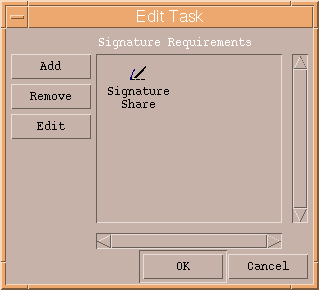 Edit Task
Signature Requirements
Add
Remove
Edit
Signature
Share
OK
Cancel